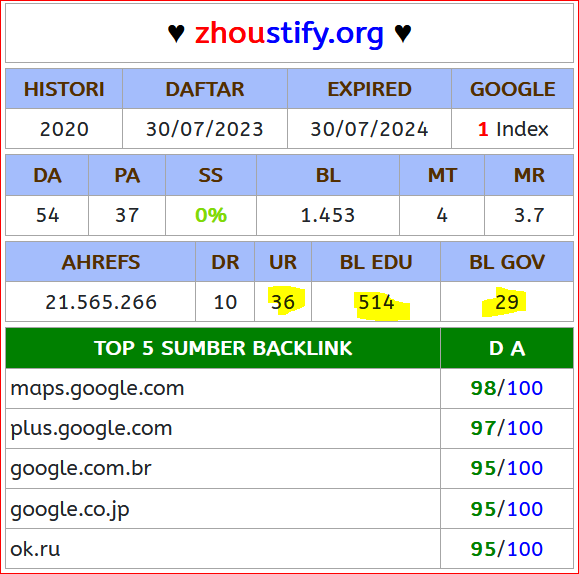 ♥ zhoustify.org ♥
HISTORI DAFTAR EXPIRED GOOGLE
2020 30/07/2023 30/07/2024 1 Index
DA PA SS BL MT MR
54 37 0% 1.453 4 3.7
AHREFS DR UR BL EDU BL GOV
21.565.266 10 36 514 29
TOP 5 SUMBER BACKLINK D A
maps.google.com 98/100
plus.google.com 97/100
google.com.br 95/100
google.co.jp 95/100
ok.ru 95/100